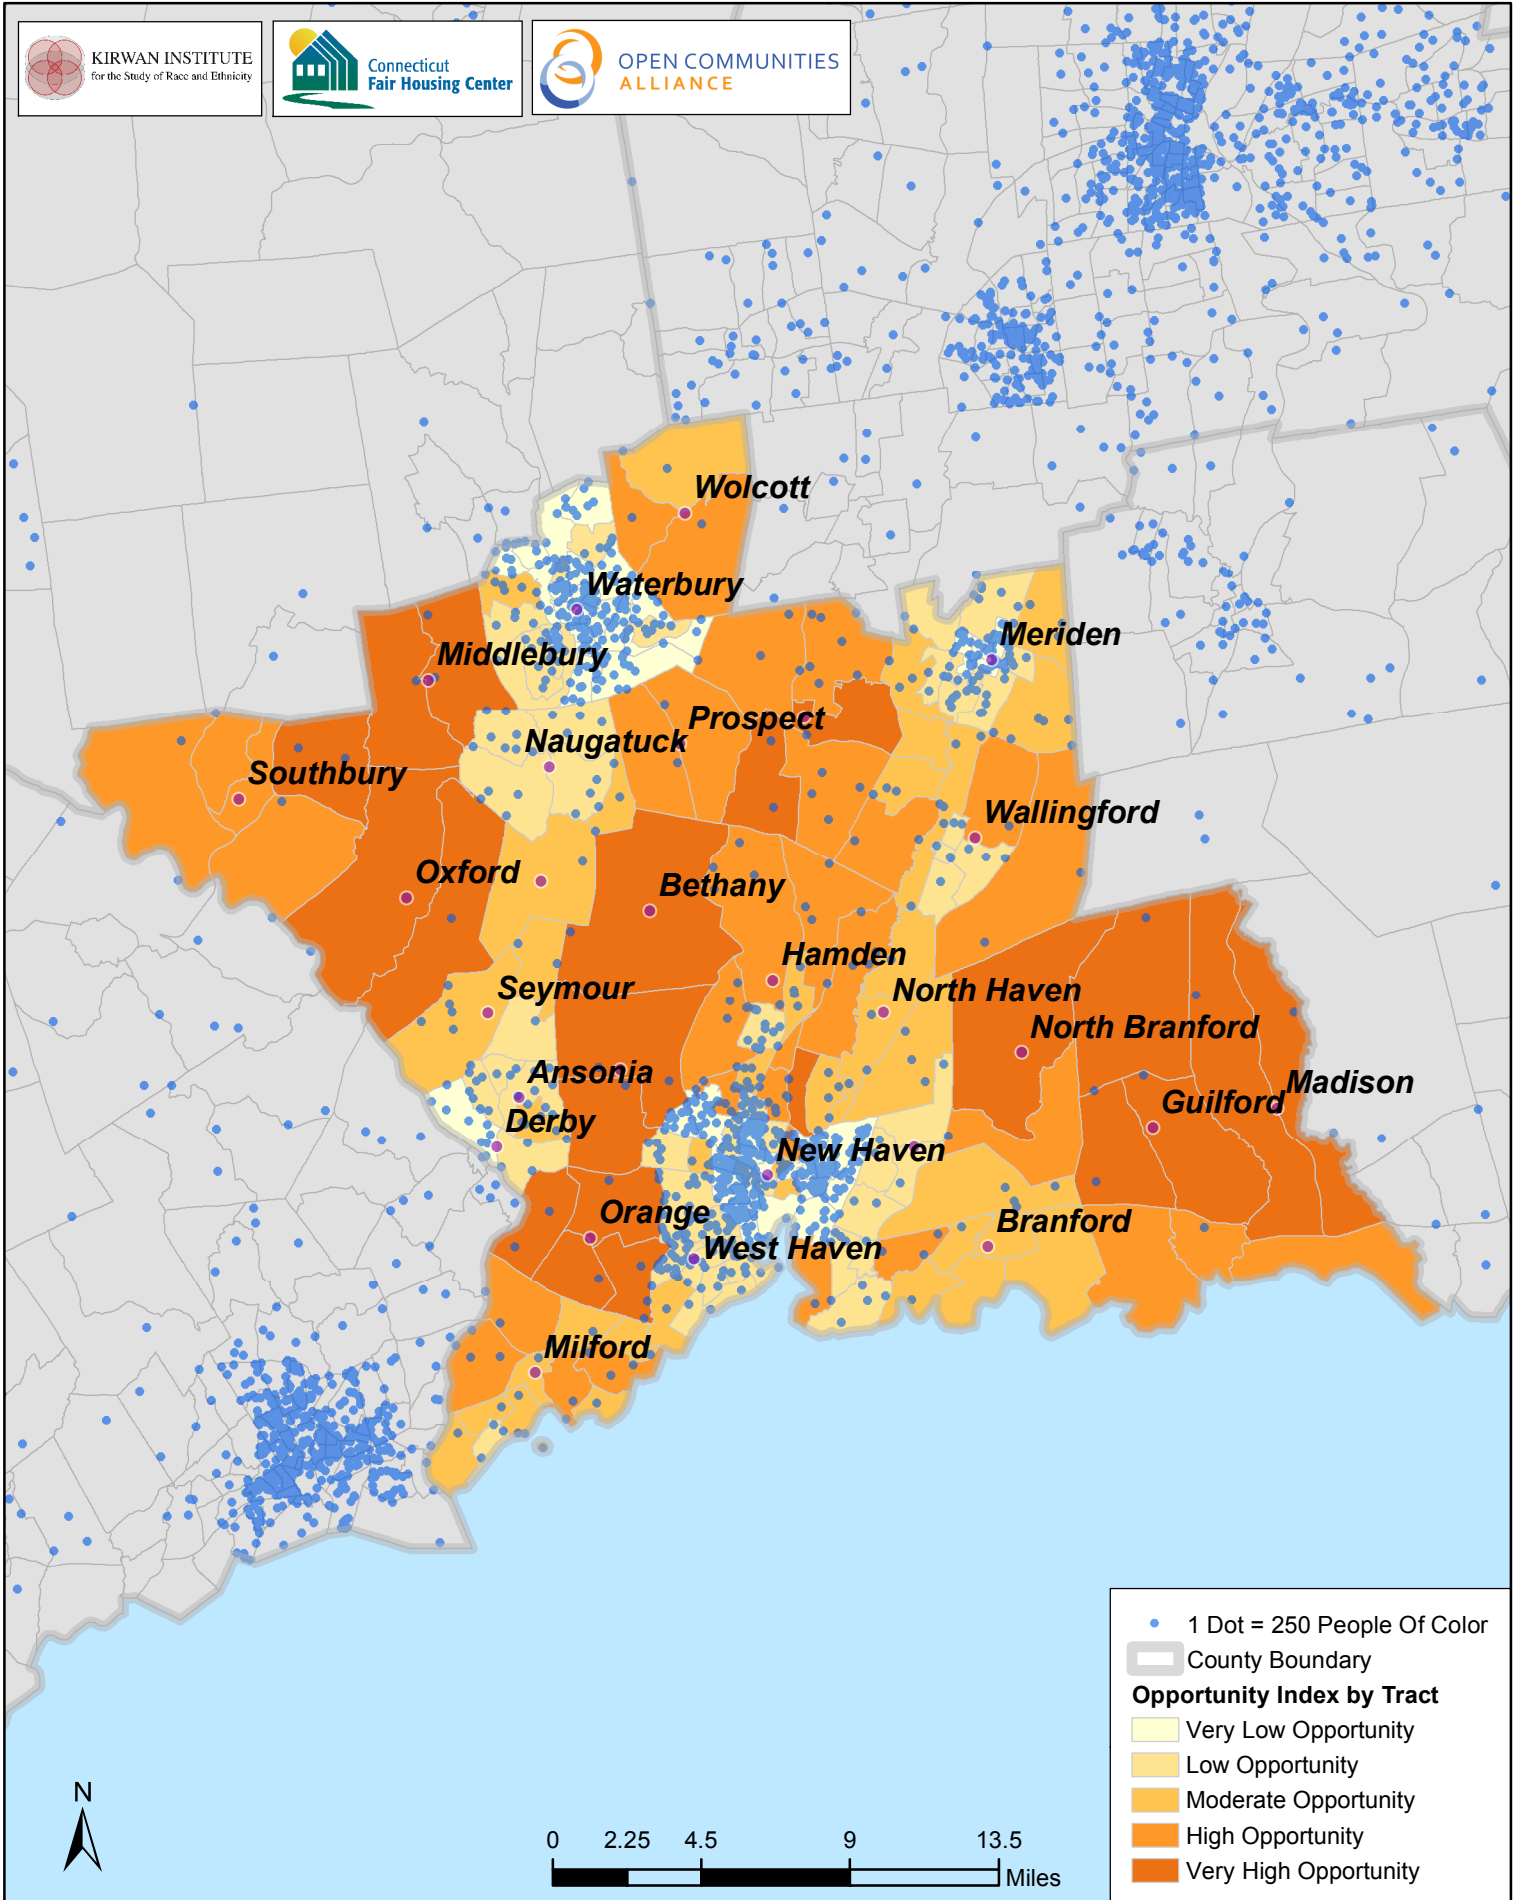 KIRWAN INSTITUTE
for the Study of Race and Ethnicity
Connecticut
Fair Housing Center
OPEN COMMUNITIES
ALLIANCE
Wolcott
Waterbury
Meriden
Middlebury
Prospect
Naugatuck
Southbury
Wallingford
Oxford
Bethany
Hamden
Seymour
North Haven
North Branford
Ansonia
Madison
Guilford
Derby
New Haven
Orange
Branford
West Haven
Milford
1 Dot = 250 People Of Color
County Boundary
Opportunity Index by Tract
Very Low Opportunity
Low Opportunity
Moderate Opportunity
High Opportunity
Very High Opportunity
N
0 2.25 4.5 9 13.5
Miles